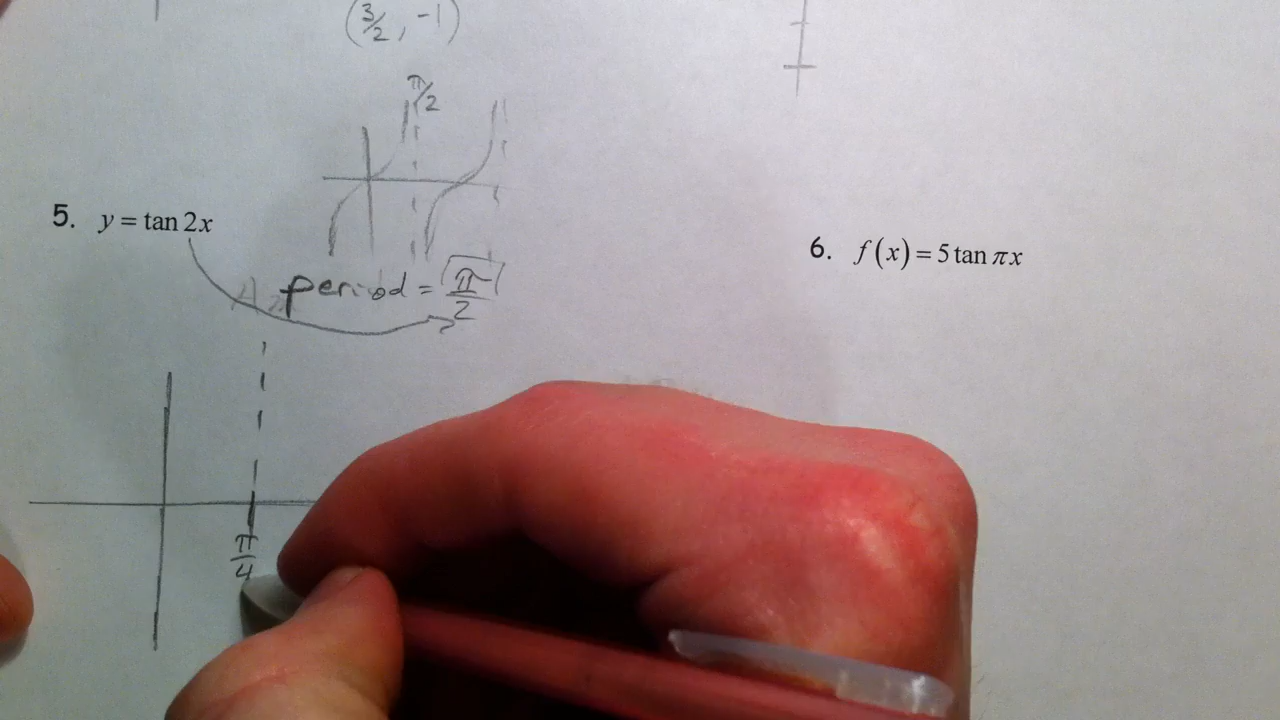 (3/2, -1)
π/2
5. y = tan 2x
period = π/2
6. f(x) = 5 tan πx
π/4